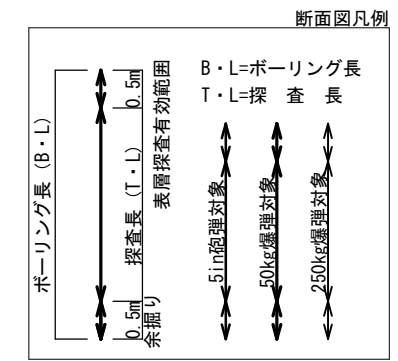 断面図凡例
B・L=ボーリング長
T・L=探　査　長
ボーリング長 (B・L)
0.5m
探査長 (T・L)
0.5m
表層探査有効範囲
余掘り
5in砲弾対象
50kg爆弾対象
250kg爆弾対象